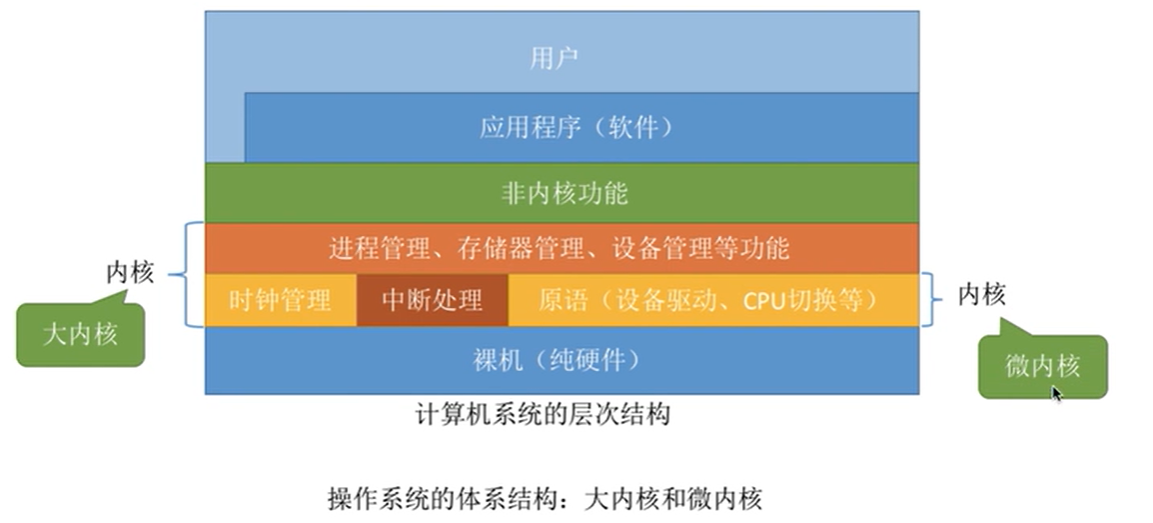 用户
应用程序（软件）
非内核功能
进程管理、存储器管理、设备管理等功能
内核
时钟管理 中断处理 原语（设备驱动、CPU切换等）
内核
大内核
裸机（纯硬件）
微内核
计算机系统的层次结构
操作系统的体系结构：大内核和微内核